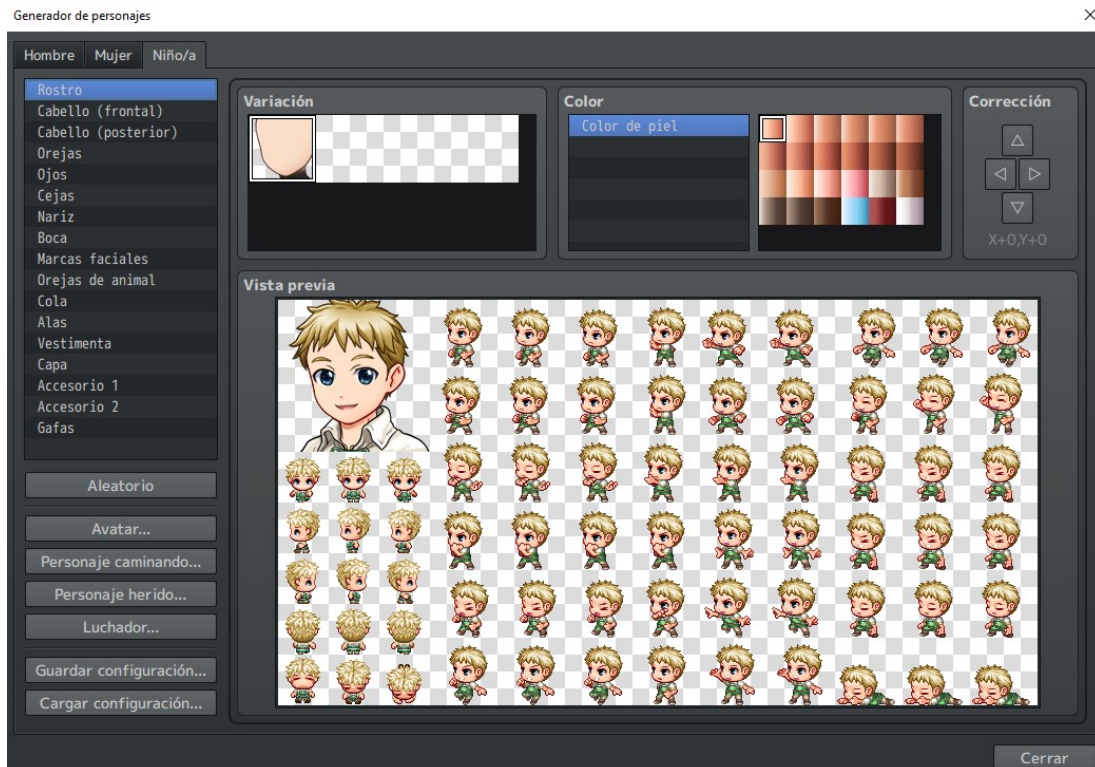 Generador de personajes
Hombre
Mujer
Niño/a
Rostro
Cabello (frontal)
Cabello (posterior)
Orejas
Ojos
Cejas
Nariz
Boca
Marcas faciales
Orejas de animal
Cola
Alas
Vestimenta
Capa
Accesorio 1
Accesorio 2
Gafas
Aleatorio
Avatar...
Personaje caminando...
Personaje herido...
Luchador...
Guardar configuración...
Cargar configuración...
Variación
Color
Color de piel
Corrección
X+0,Y+0
Vista previa
Cerrar